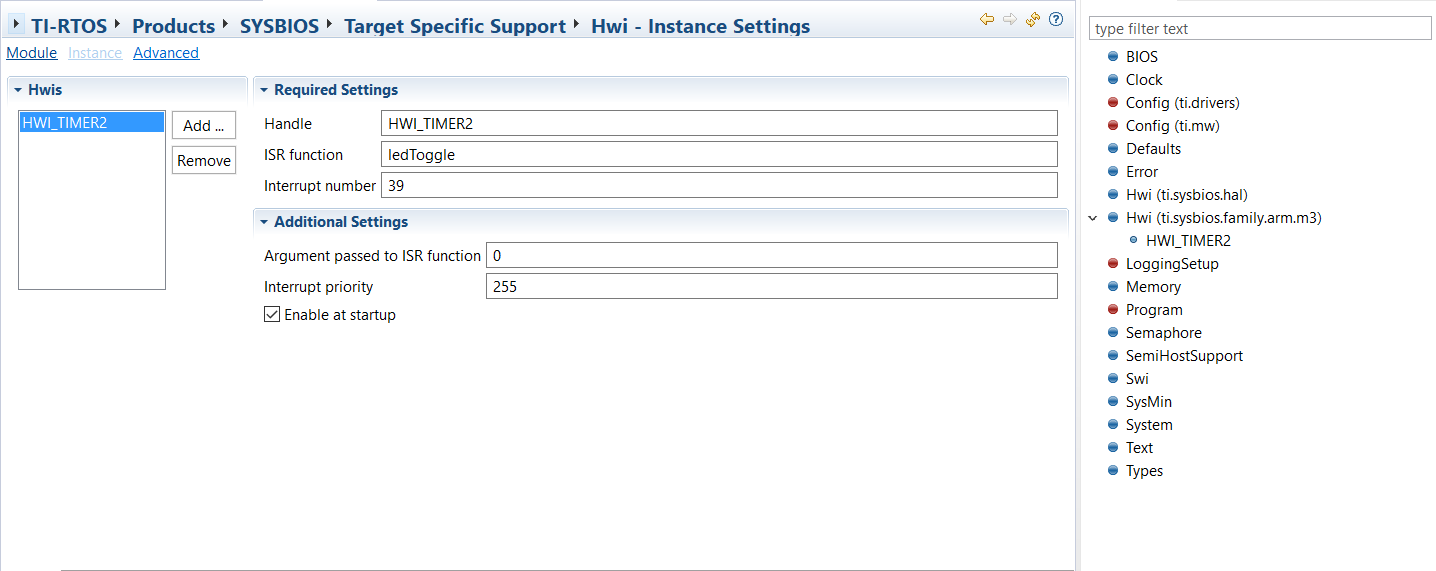 TI-RTOS Products SYSBIOS Target Specific Support Hwi - Instance Settings
Module Instance Advanced
Hwis
HWI_TIMER2
Add ...
Remove
Required Settings
Handle HWI_TIMER2
ISR function ledToggle
Interrupt number 39
Additional Settings
Argument passed to ISR function 0
Interrupt priority 255
Enable at startup
type filter text
BIOS
Clock
Config (ti.drivers)
Config (ti.mw)
Defaults
Error
Hwi (ti.sysbios.hal)
Hwi (ti.sysbios.family.arm.m3)
HWI_TIMER2
LoggingSetup
Memory
Program
Semaphore
SemiHostSupport
Swi
SysMin
System
Text
Types